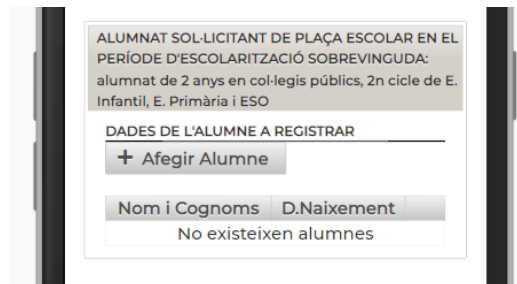 ALUMNAT SOL·LICITANT DE PLAÇA ESCOLAR EN EL
PERÍODE D'ESCOLARITZACIÓ SOBREVINGUDA:
alumnat de 2 anys en col·legis públics, 2n cicle de E.
Infantil, E. Primària i ESO
DADES DE L'ALUMNE A REGISTRAR
+ Afegir Alumne
Nom i Cognoms D.Naixement
No existeixen alumnes